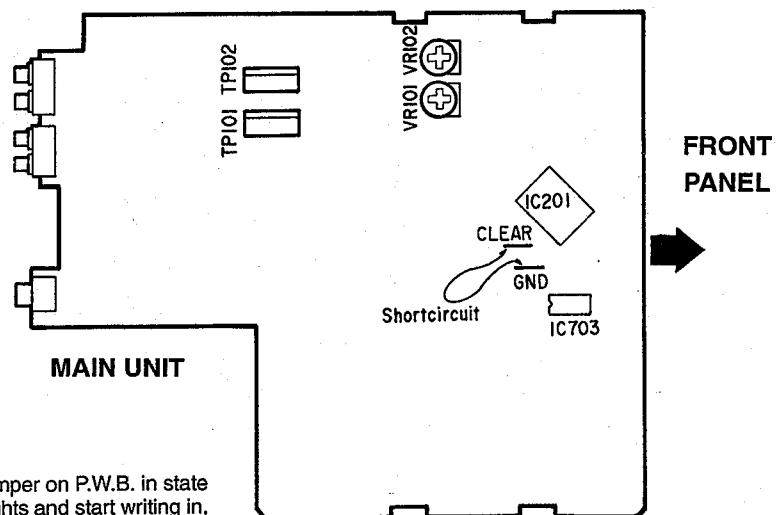 TP102
TP101
VR102
VR101
FRONT
PANEL
IC201
CLEAR
GND
Shortcircuit
IC703
MAIN UNIT
mper on P.W.B. in state
hts and start writing in,